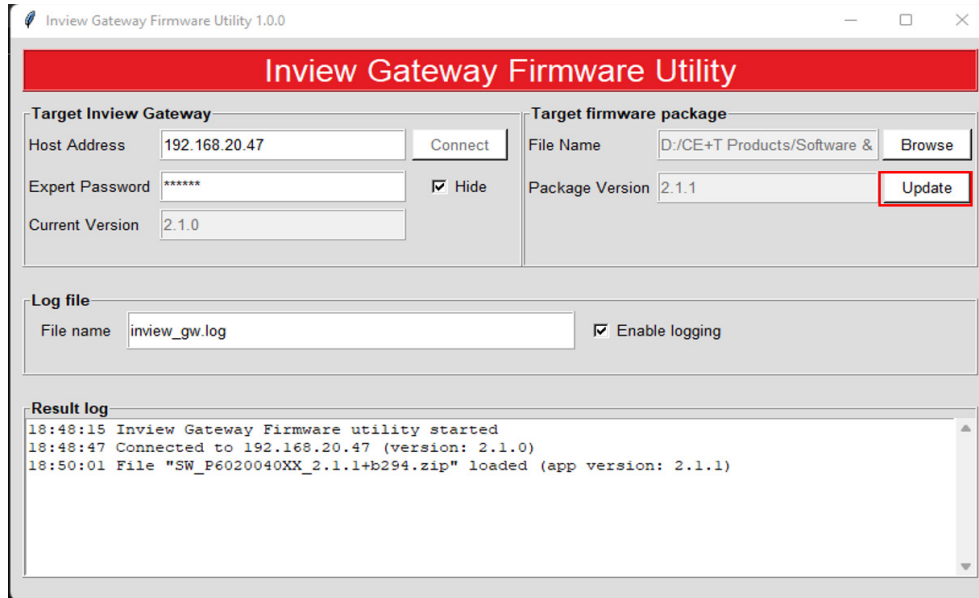 Inview Gateway Firmware Utility 1.0.0
Inview Gateway Firmware Utility
Target Inview Gateway
Host Address 192.168.20.47 Connect
Expert Password ****** Hide
Current Version 2.1.0
Target firmware package
File Name D:/CE+T Products/Software & Browse
Package Version 2.1.1 Update
Log file
File name inview_gw.log Enable logging
Result log
18:48:15 Inview Gateway Firmware utility started
18:48:47 Connected to 192.168.20.47 (version: 2.1.0)
18:50:01 File "SW_P6020040XX_2.1.1+b294.zip" loaded (app version: 2.1.1)